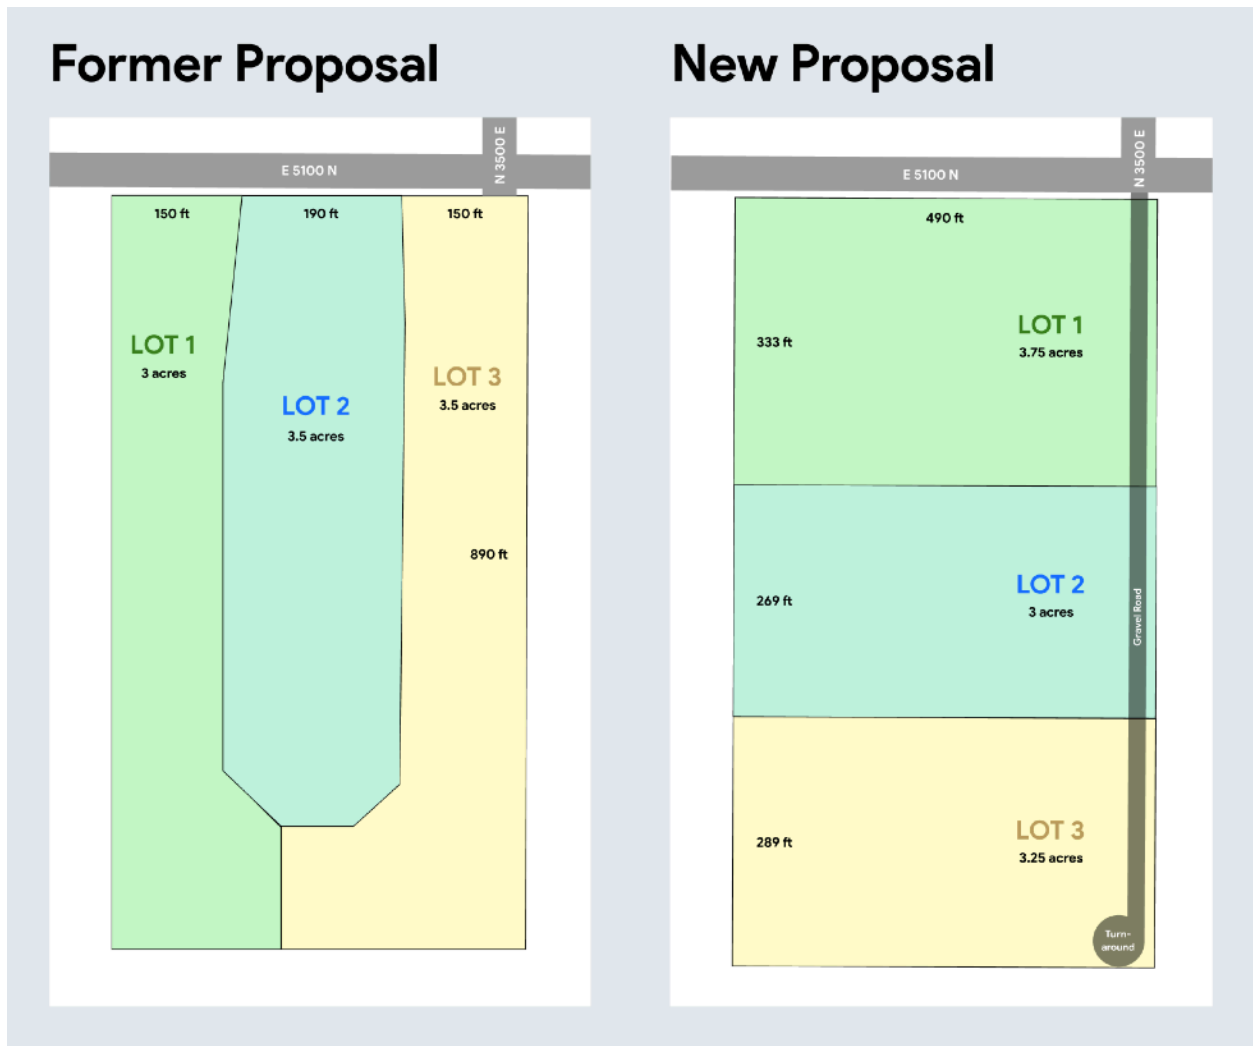 Former Proposal
E 5100 N
N 3500 E
150 ft
190 ft
150 ft
LOT 1
3 acres
LOT 2
3.5 acres
LOT 3
3.5 acres
890 ft
New Proposal
E 5100 N
N 3500 E
490 ft
333 ft
LOT 1
3.75 acres
269 ft
LOT 2
3 acres
Gravel Road
289 ft
LOT 3
3.25 acres
Turn-
around